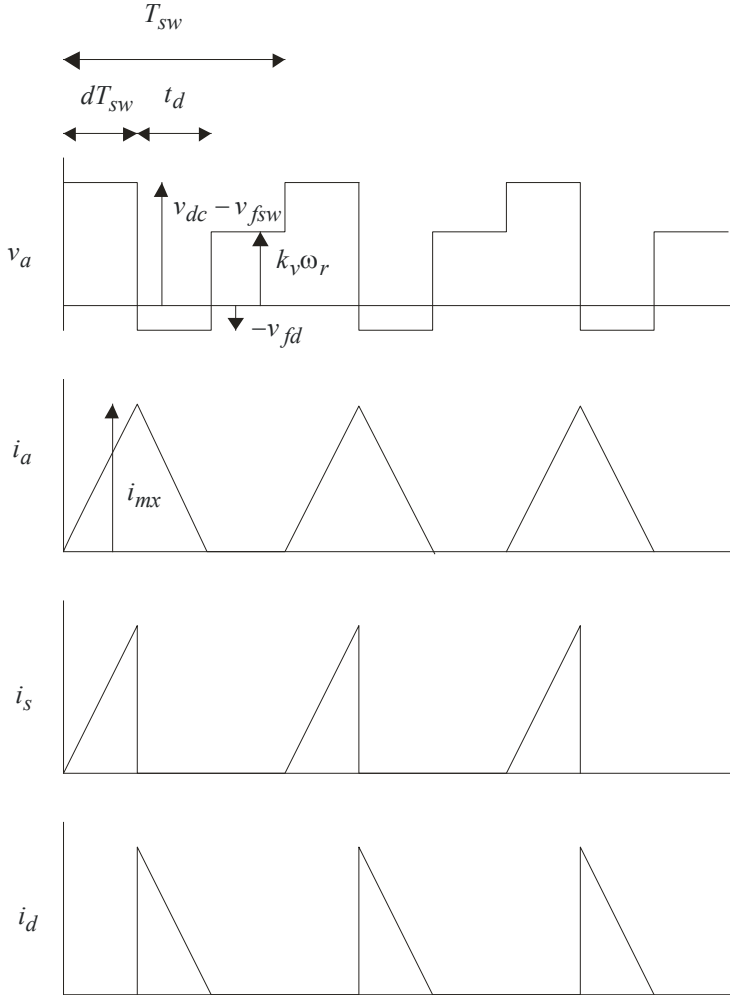 T_sw
dT_sw t_d
v_dc – v_fsw
v_a
k_vω_r
–v_fd
i_a
i_mx
i_s
i_d